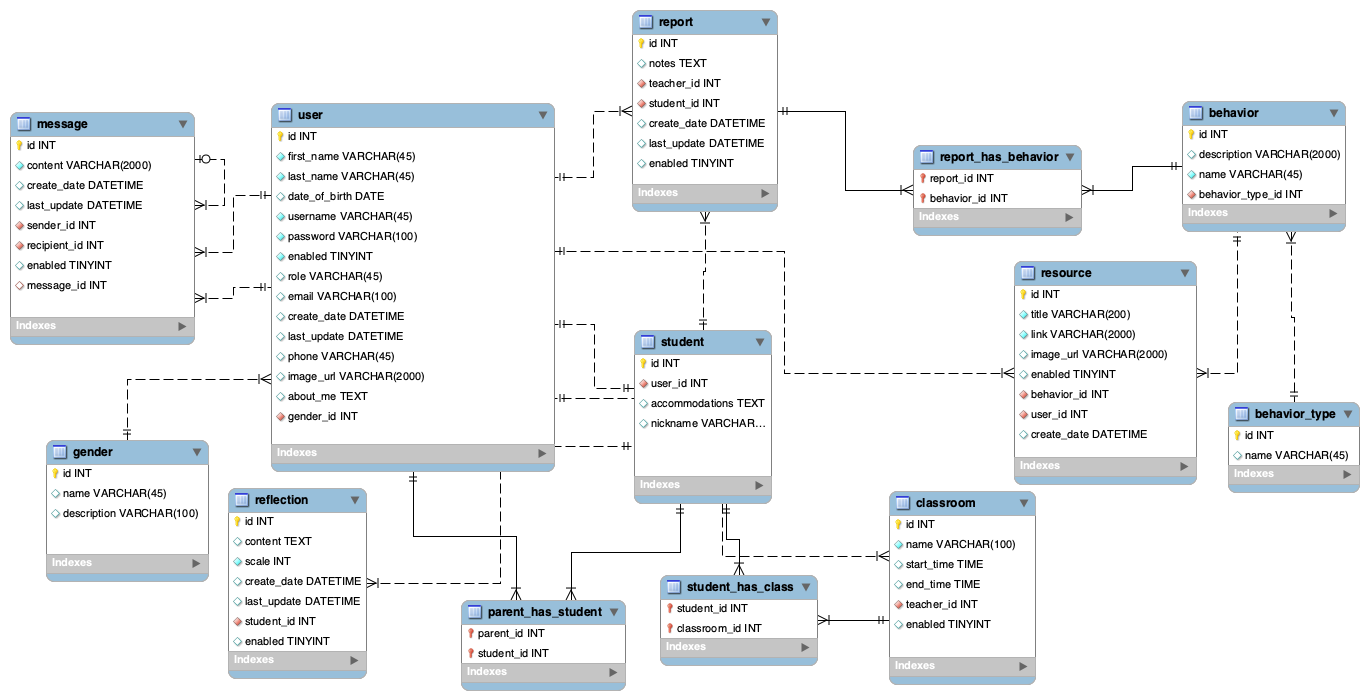 report
id INT
notes TEXT
teacher_id INT
student_id INT
create_date DATETIME
last_update DATETIME
enabled TINYINT
Indexes
message
id INT
content VARCHAR(2000)
create_date DATETIME
last_update DATETIME
sender_id INT
recipient_id INT
enabled TINYINT
message_id INT
Indexes
user
id INT
first_name VARCHAR(45)
last_name VARCHAR(45)
date_of_birth DATE
username VARCHAR(45)
password VARCHAR(100)
enabled TINYINT
role VARCHAR(45)
email VARCHAR(100)
create_date DATETIME
last_update DATETIME
phone VARCHAR(45)
image_url VARCHAR(2000)
about_me TEXT
gender_id INT
Indexes
report_has_behavior
report_id INT
behavior_id INT
Indexes
behavior
id INT
description VARCHAR(2000)
name VARCHAR(45)
behavior_type_id INT
Indexes
resource
id INT
title VARCHAR(200)
link VARCHAR(2000)
image_url VARCHAR(2000)
enabled TINYINT
behavior_id INT
user_id INT
create_date DATETIME
Indexes
student
id INT
user_id INT
accommodations TEXT
nickname VARCHAR...
Indexes
behavior_type
id INT
name VARCHAR(45)
Indexes
gender
id INT
name VARCHAR(45)
description VARCHAR(100)
Indexes
reflection
id INT
content TEXT
scale INT
create_date DATETIME
last_update DATETIME
student_id INT
enabled TINYINT
Indexes
parent_has_student
parent_id INT
student_id INT
Indexes
student_has_class
student_id INT
classroom_id INT
Indexes
classroom
id INT
name VARCHAR(100)
start_time TIME
end_time TIME
teacher_id INT
enabled TINYINT
Indexes